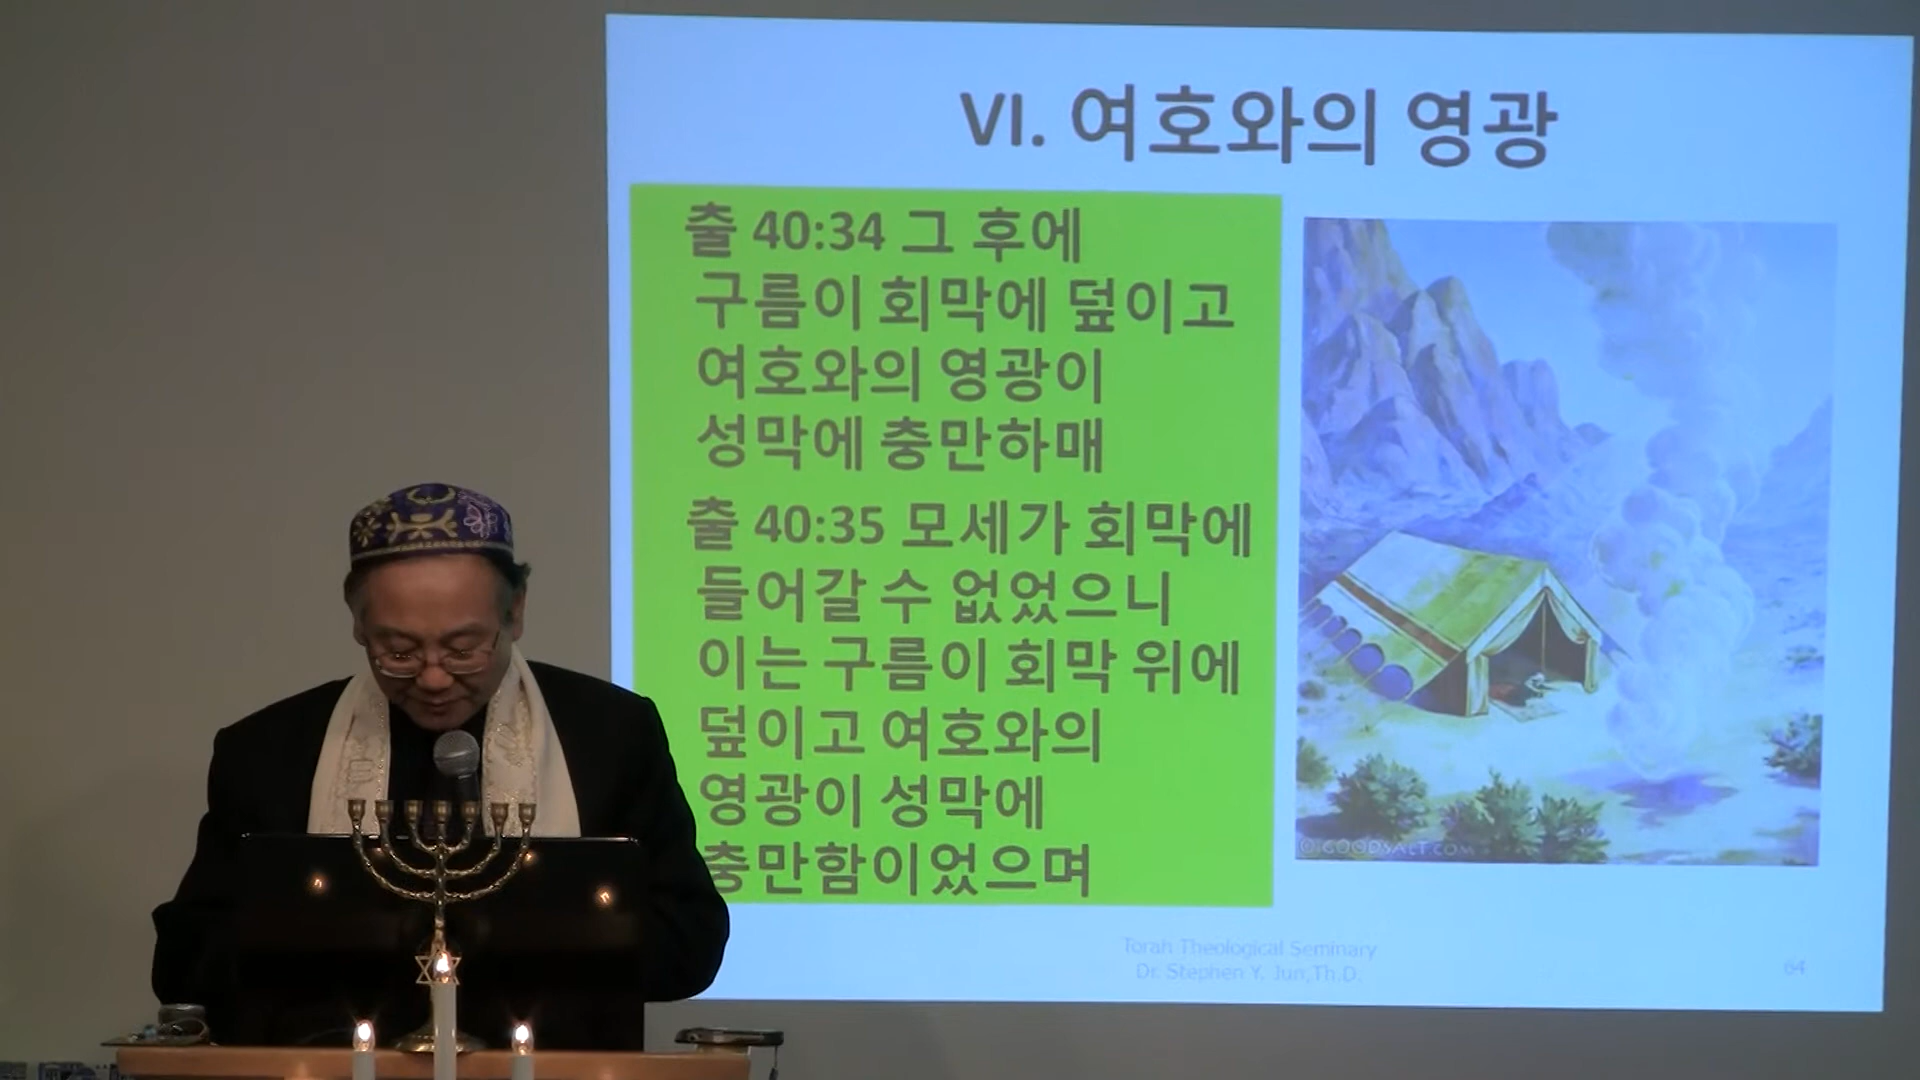 VI. 여호와의 영광
출 40:34 그 후에
구름이 회막에 덮이고
여호와의 영광이
성막에 충만하매
출 40:35 모세가 회막에
들어갈 수 없었으니
이는 구름이 회막 위에
덮이고 여호와의
영광이 성막에
충만함이었으며
©GOODSALT.COM
Torah Theological Seminary
Dr. Stephen Y. Jun,Th.D.
64